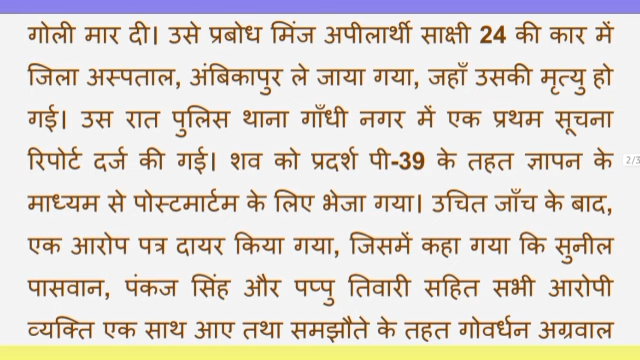 गोली मार दी। उसे प्रबोध मिंज अपीलार्थी साक्षी 24 की कार में
जिला अस्पताल, अंबिकापुर ले जाया गया, जहाँ उसकी मृत्यु हो
गई। उस रात पुलिस थाना गाँधी नगर में एक प्रथम सूचना
रिपोर्ट दर्ज की गई। शव को प्रदर्श पी-39 के तहत ज्ञापन के
2/3
माध्यम से पोस्टमार्टम के लिए भेजा गया। उचित जाँच के बाद,
एक आरोप पत्र दायर किया गया, जिसमें कहा गया कि सुनील
पासवान, पंकज सिंह और पप्पु तिवारी सहित सभी आरोपी
व्यक्ति एक साथ आए तथा समझौते के तहत गोवर्धन अग्रवाल